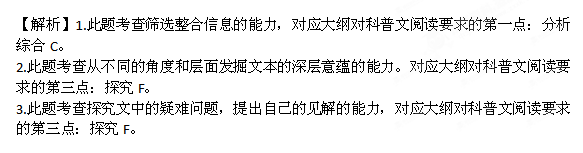 【解析】1.此题考查筛选整合信息的能力，对应大纲对科普文阅读要求的第一点：分析
综合 C。
2.此题考查从不同的角度和层面发掘文本的深层意蕴的能力。对应大纲对科普文阅读要
求的第三点：探究 F。
3.此题考查探究文中的疑难问题，提出自己的见解的能力，对应大纲对科普文阅读要求
的第三点：探究 F。